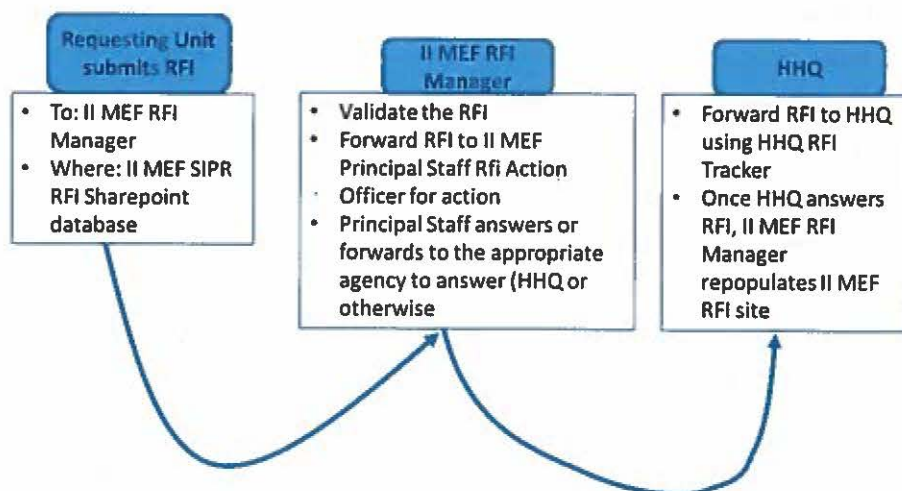 Requesting Unit
submits RFI
• To: II MEF RFI
Manager
• Where: II MEF SIPR
RFI Sharepoint
database
II MEF RFI
Manager
• Validate the RFI
• Forward RFI to II MEF
Principal Staff Rfi Action
· Officer for action
• Principal Staff answers or
forwards to the appropriate
agency to answer (HHQ or
otherwise
HHQ
• Forward RFI to HHQ
using HHQ RFI
Tracker
• Once HHQ answers
RFI, II MEF RFI
Manager
repopulates II MEF
RFI site